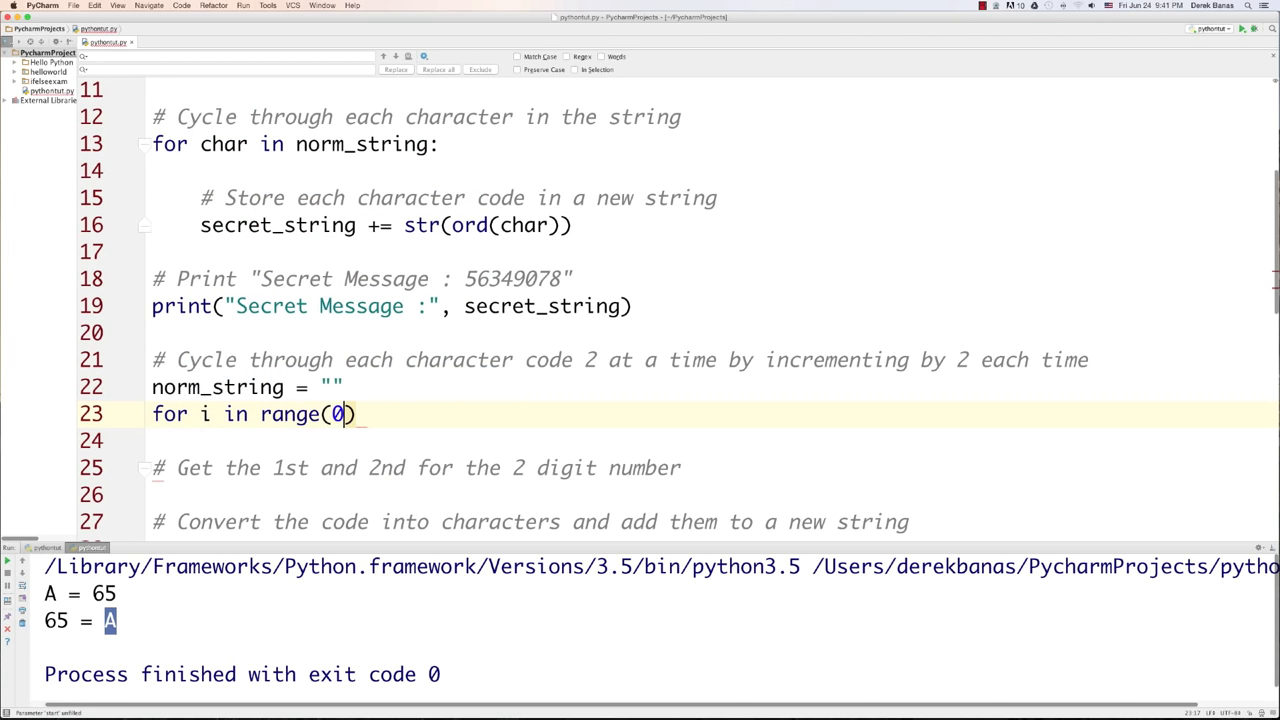 PyCharm File Edit View Navigate Code Refactor Run Tools VCS Window Help
Fri Jun 24 9:41 PM Derek Banas
pythontut.py - PycharmProjects - [~/PycharmProjects]
PycharmProjects pythontut.py
pythontut
pythontut.py ×
PycharmProject
Hello Python
helloworld
ifelseexam
pythontut.py
External Librarie
Match Case Regex Words
Replace Replace all Exclude Preserve Case In Selection
11
12 # Cycle through each character in the string
13 for char in norm_string:
14
15 # Store each character code in a new string
16 secret_string += str(ord(char))
17
18 # Print "Secret Message : 56349078"
19 print("Secret Message :", secret_string)
20
21 # Cycle through each character code 2 at a time by incrementing by 2 each time
22 norm_string = ""
23 for i in range(0)
24
25 # Get the 1st and 2nd for the 2 digit number
26
27 # Convert the code into characters and add them to a new string
Run: pythontut pythontut
/Library/Frameworks/Python.framework/Versions/3.5/bin/python3.5 /Users/derekbanas/PycharmProjects/pytho
A = 65
65 = A
Process finished with exit code 0
Parameter 'start' unfilled
23:17 LF÷ UTF-8÷